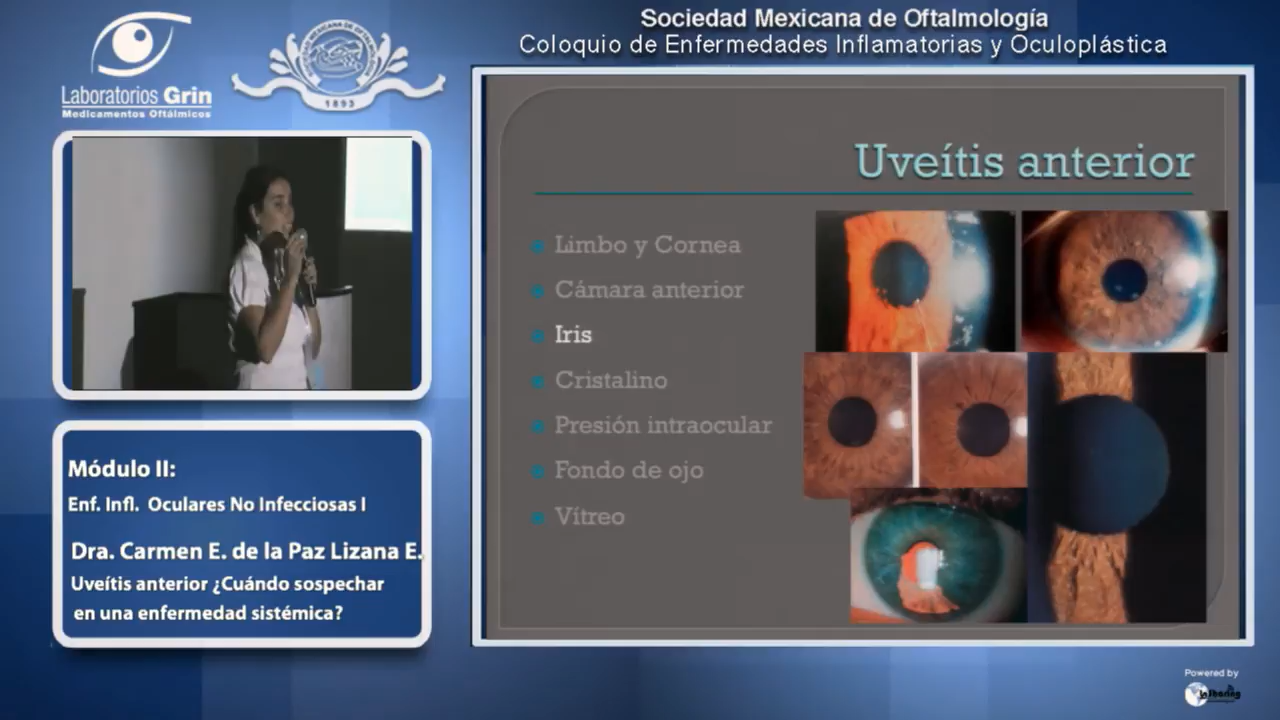 Sociedad Mexicana de Oftalmología
Coloquio de Enfermedades Inflamatorias y Oculoplástica
Laboratorios Grin
Medicamentos Oftálmicos
1893
Uveítis anterior
Limbo y Cornea
Cámara anterior
Iris
Cristalino
Presión intraocular
Fondo de ojo
Vítreo
Módulo II:
Enf. Infl. Oculares No Infecciosas I
Dra. Carmen E. de la Paz Lizana E.
Uveítis anterior ¿Cuándo sospechar
en una enfermedad sistémica?
Powered by